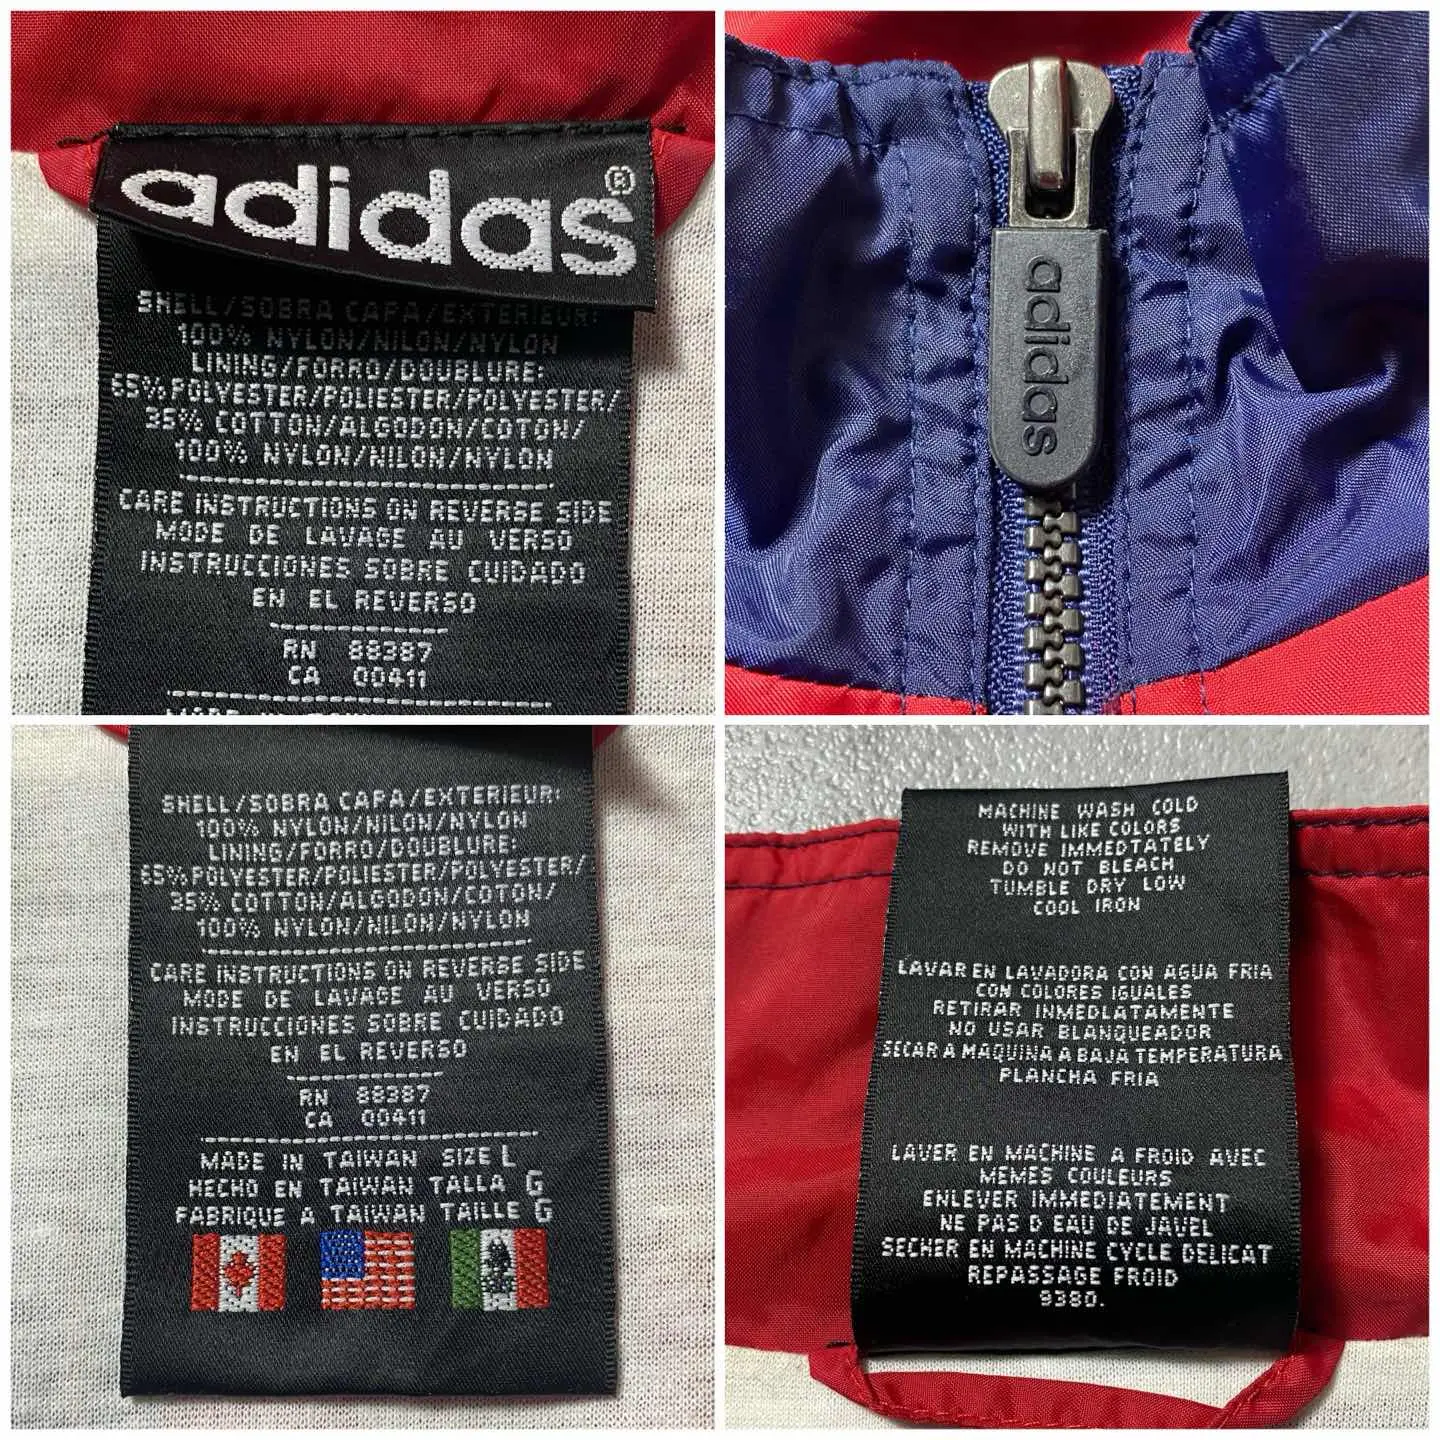 adidas®
SHELL/SOBRA CAPA/EXTERIEUR:
100% NYLON/NILON/NYLON
LINING/FORRO/DOUBLURE:
65% POLYESTER/POLIESTER/POLYESTER/
35% COTTON/ALGODON/COTON/
100% NYLON/NILON/NYLON
CARE INSTRUCTIONS ON REVERSE SIDE
MODE DE LAVAGE AU VERSO
INSTRUCCIONES SOBRE CUIDADO
EN EL REVERSO
RN 88387
CA 00411
adidas
SHELL/SOBRA CAPA/EXTERIEUR:
100% NYLON/NILON/NYLON
LINING/FORRO/DOUBLURE:
65% POLYESTER/POLIESTER/POLYESTER/
35% COTTON/ALGODON/COTON/
100% NYLON/NILON/NYLON
CARE INSTRUCTIONS ON REVERSE SIDE
MODE DE LAVAGE AU VERSO
INSTRUCCIONES SOBRE CUIDADO
EN EL REVERSO
RN 88387
CA 00411
MADE IN TAIWAN SIZE L
HECHO EN TAIWAN TALLA G
FABRIQUE A TAIWAN TAILLE G
MACHINE WASH COLD
WITH LIKE COLORS
REMOVE IMMEDTATELY
DO NOT BLEACH
TUMBLE DRY LOW
COOL IRON
LAVAR EN LAVADORA CON AGUA FRIA
CON COLORES IGUALES
RETIRAR INMEDLATAMENTE
NO USAR BLANQUEADOR
SECAR A MAQUINA A BAJA TEMPERATURA
PLANCHA FRIA
LAVER EN MACHINE A FROID AVEC
MEMES COULEURS
ENLEVER IMMEDIATEMENT
NE PAS D EAU DE JAVEL
SECHER EN MACHINE CYCLE DELICAT
REPASSAGE FROID
9380.